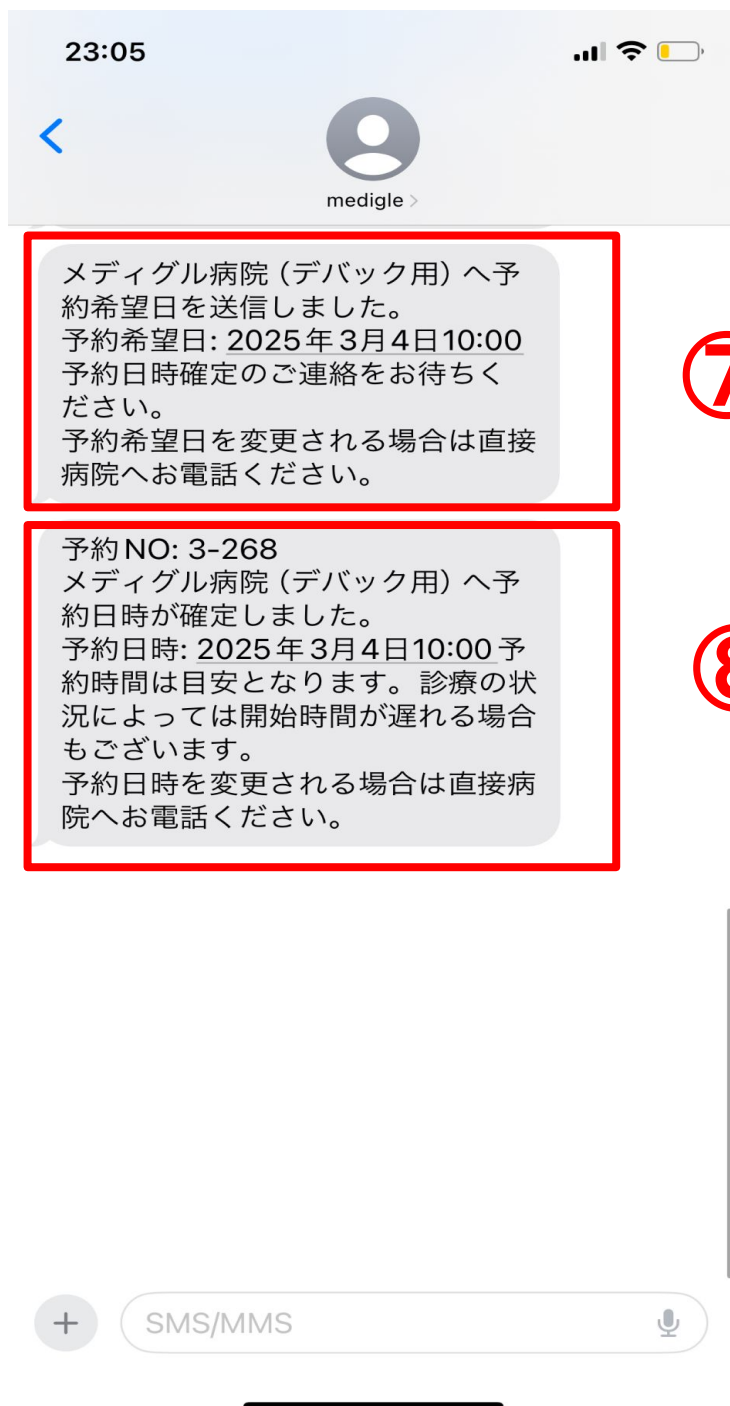 23:05
medigle
メディグル病院（デバック用）へ予
約希望日を送信しました。
予約希望日: 2025年3月4日10:00
予約日時確定のご連絡をお待ちく
ださい。
予約希望日を変更される場合は直接
病院へお電話ください。
⑦
予約NO: 3-268
メディグル病院（デバック用）へ予
約日時が確定しました。
予約日時: 2025年3月4日10:00 予
約時間は目安となります。診療の状
況によっては開始時間が遅れる場合
もございます。
予約日時を変更される場合は直接病
院へお電話ください。
⑧
SMS/MMS